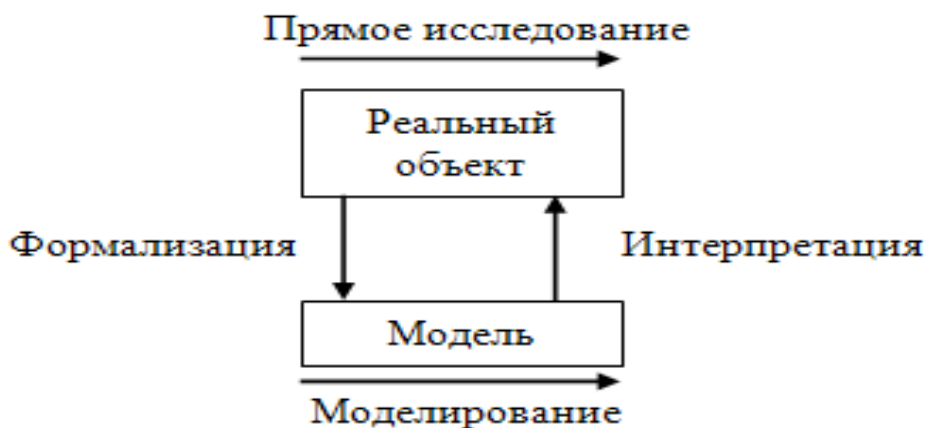 Прямое исследование
Реальный
объект
Формализация
Интерпретация
Модель
Моделирование